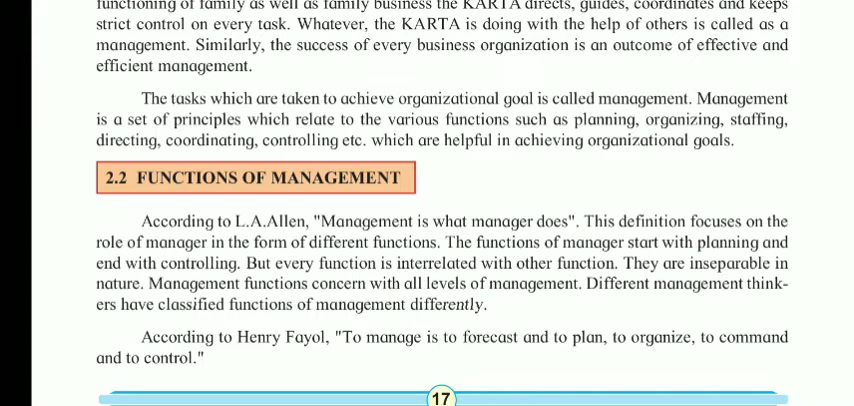 functioning of family as well as family business the KARTA directs, guides, coordinates and keeps
strict control on every task. Whatever, the KARTA is doing with the help of others is called as a
management. Similarly, the success of every business organization is an outcome of effective and
efficient management.
The tasks which are taken to achieve organizational goal is called management. Management
is a set of principles which relate to the various functions such as planning, organizing, staffing,
directing, coordinating, controlling etc. which are helpful in achieving organizational goals.
2.2 FUNCTIONS OF MANAGEMENT
According to L.A.Allen, "Management is what manager does". This definition focuses on the
role of manager in the form of different functions. The functions of manager start with planning and
end with controlling. But every function is interrelated with other function. They are inseparable in
nature. Management functions concern with all levels of management. Different management think-
ers have classified functions of management differently.
According to Henry Fayol, "To manage is to forecast and to plan, to organize, to command
and to control."
17